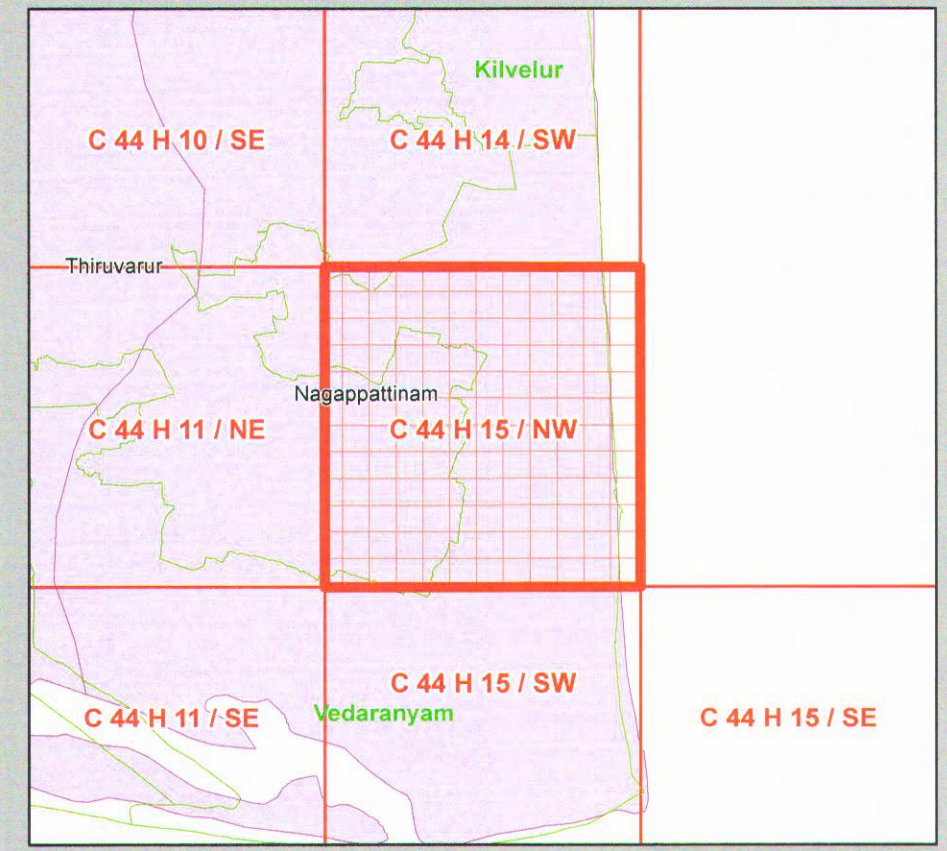 Kilvelur
C 44 H 10 / SE
C 44 H 14 / SW
Thiruvarur
Nagappattinam
C 44 H 11 / NE
C 44 H 15 / NW
C 44 H 15 / SW
C 44 H 11 / SE
Vedaranyam
C 44 H 15 / SE